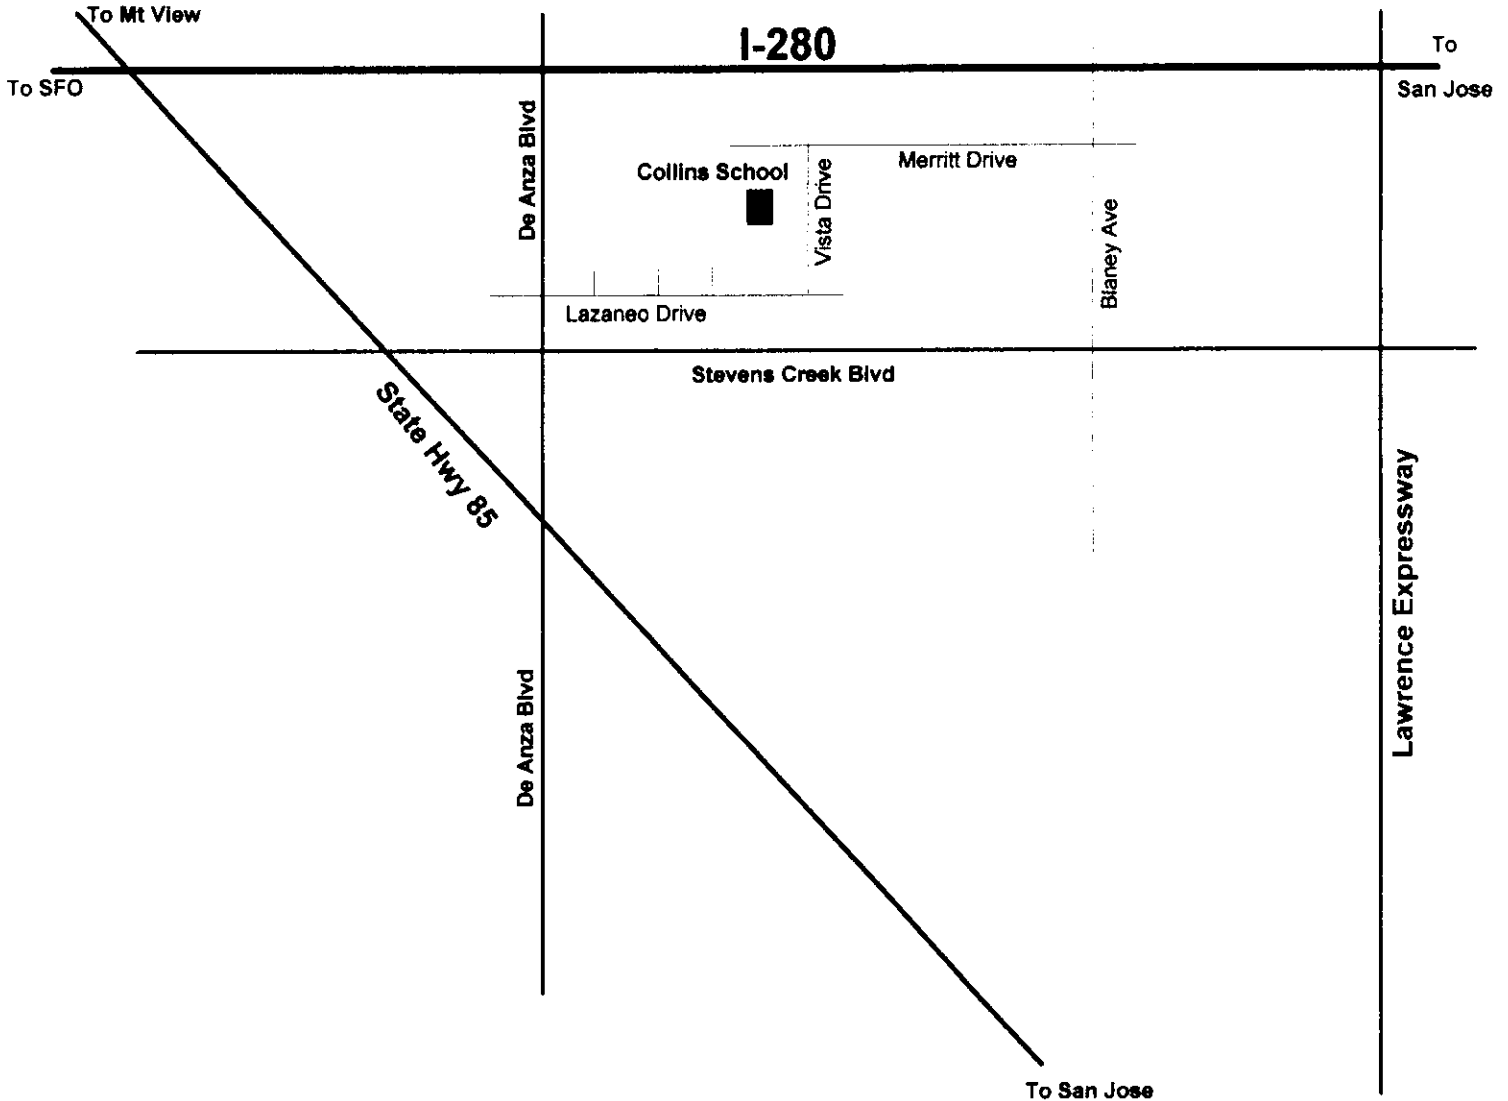 To Mt View
I-280
To
To SFO
San Jose
De Anza Blvd
Merritt Drive
Collins School
Vista Drive
Blaney Ave
Lazaneo Drive
Stevens Creek Blvd
State Hwy 85
Lawrence Expressway
De Anza Blvd
To San Jose